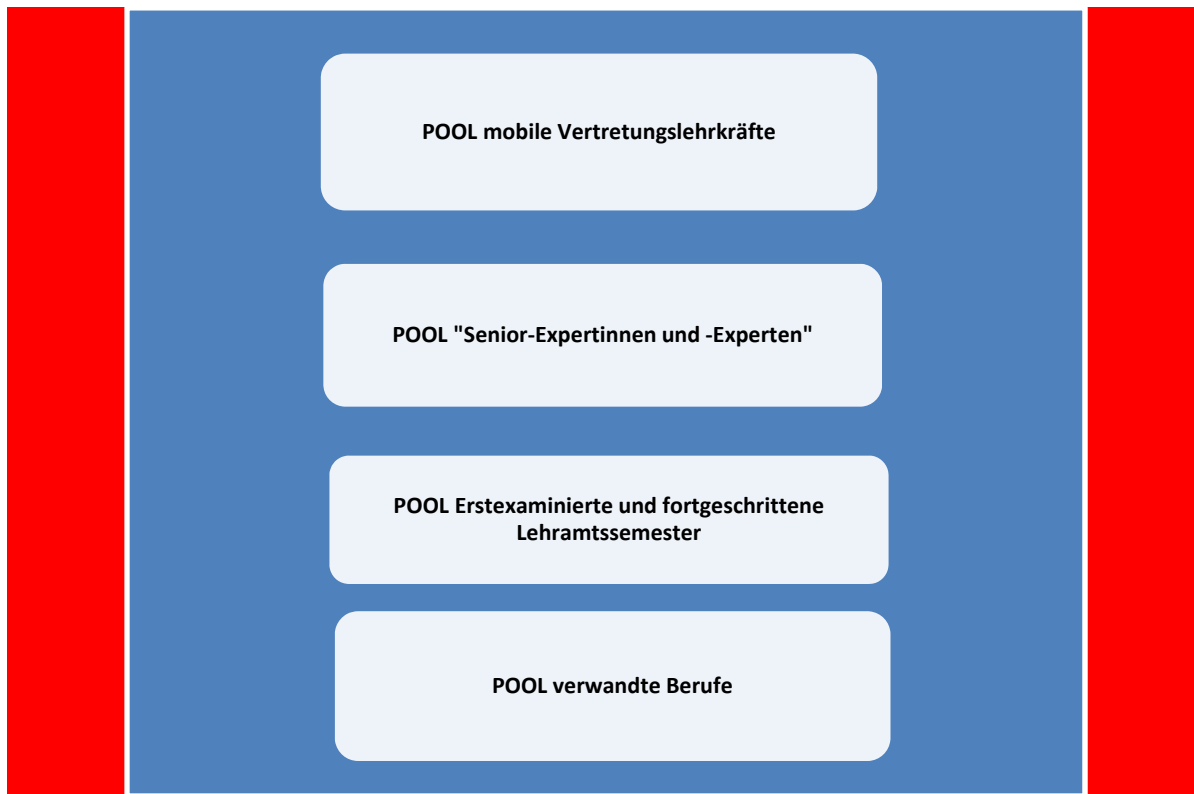 POOL mobile Vertretungslehrkräfte
POOL "Senior-Expertinnen und -Experten"
POOL Erstexaminierte und fortgeschrittene
Lehramtssemester
POOL verwandte Berufe